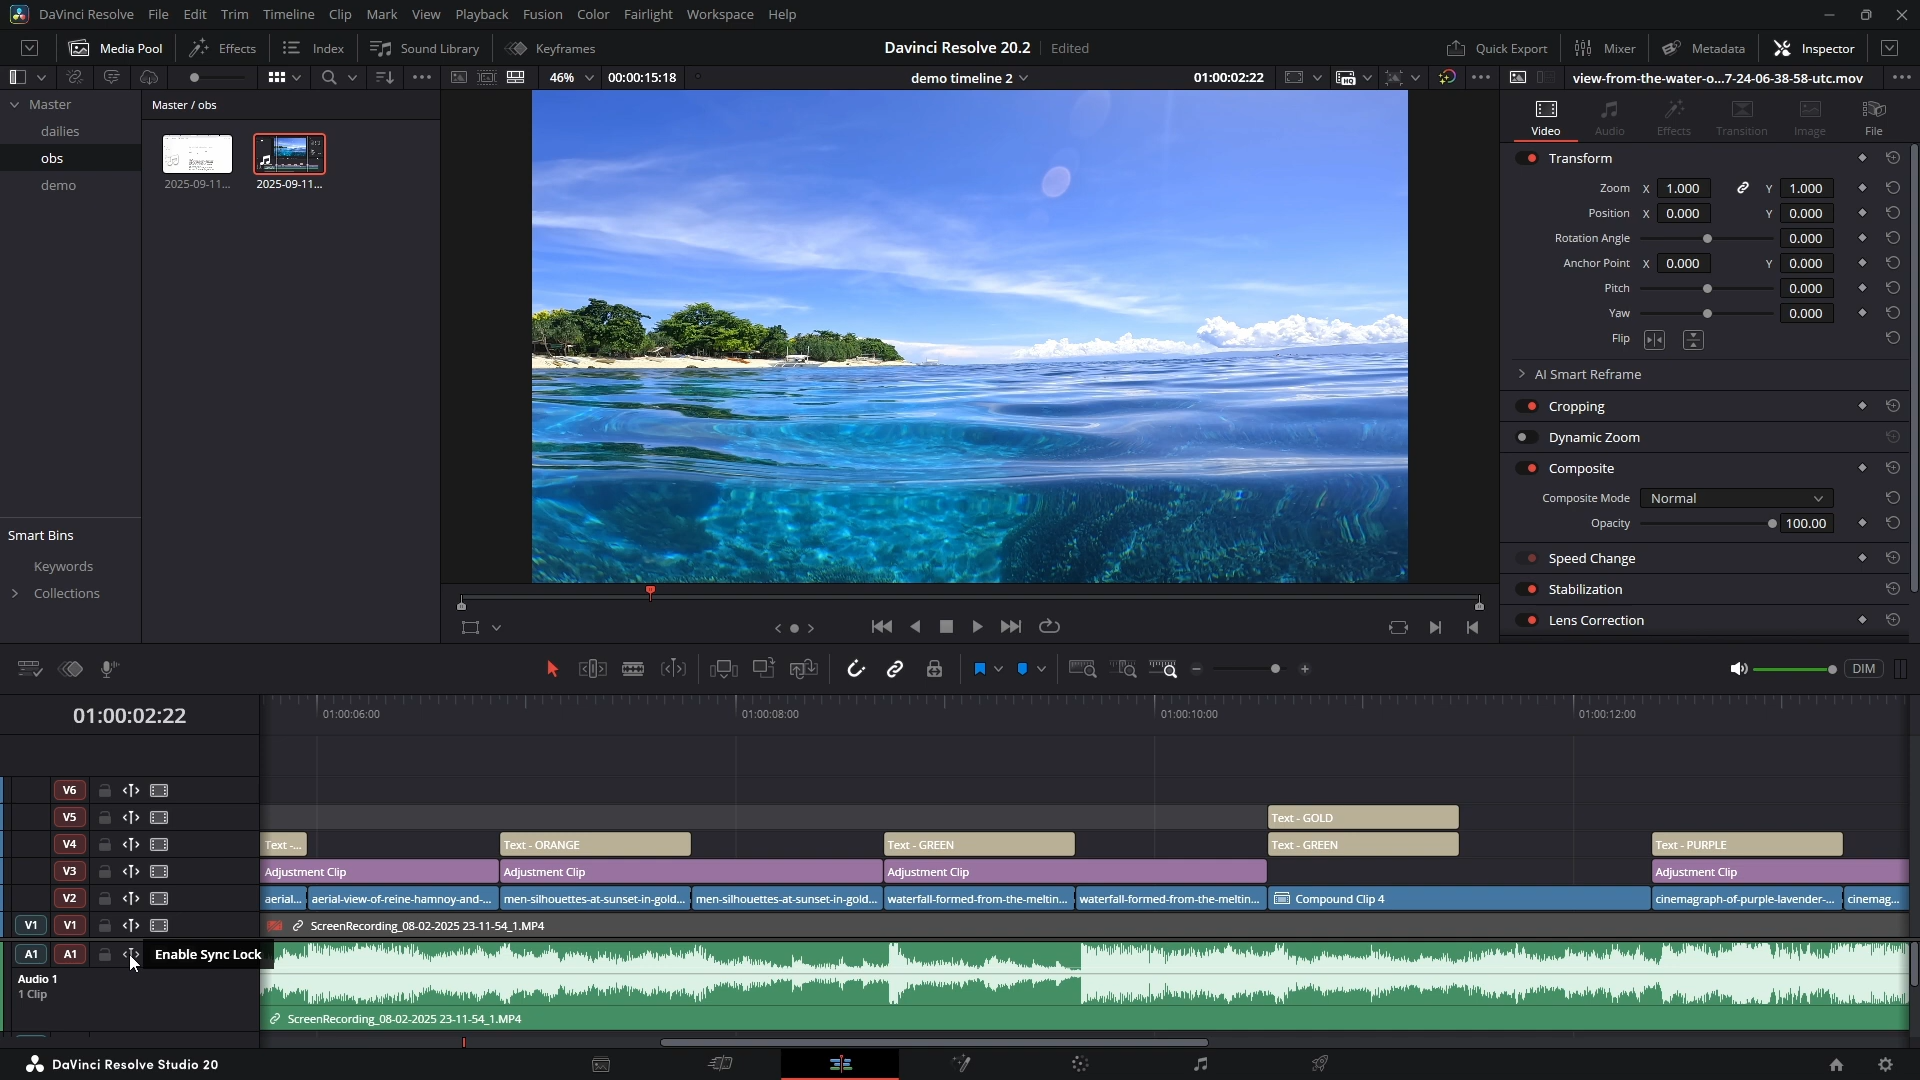 DaVinci Resolve File Edit Trim Timeline Clip Mark View Playback Fusion Color Fairlight Workspace Help
Media Pool Effects Index Sound Library Davinci Resolve 20.2 Edited Quick Export Mixer Metadata Inspector
Keyframes
46% 00:00:15:18 demo timeline 2 01:00:02:22 view-from-the-water-o...7-24-06-38-58-utc.mov
Master
dailies
obs
demo
Master / obs
2025-09-11...
2025-09-11...
Smart Bins
Keywords
Collections
Video Audio Effects Transition Image File
Transform
Zoom X 1.000 Y 1.000
Position X 0.000 Y 0.000
Rotation Angle 0.000
Anchor Point X 0.000 Y 0.000
Pitch 0.000
Yaw 0.000
Flip
AI Smart Reframe
Cropping
Dynamic Zoom
Composite
Composite Mode Normal
Opacity 100.00
Speed Change
Stabilization
Lens Correction
DIM
01:00:02:22
01:00:06:00 01:00:08:00 01:00:10:00 01:00:12:00
V6
V5 Text - GOLD
V4 Text -... Text - ORANGE Text - GREEN Text - GREEN Text - PURPLE
V3 Adjustment Clip Adjustment Clip Adjustment Clip Adjustment Clip
V2 aerial... aerial-view-of-reine-hamnoy-and-... men-silhouettes-at-sunset-in-gold... men-silhouettes-at-sunset-in-gold... waterfall-formed-from-the-meltin... waterfall-formed-from-the-meltin... Compound Clip 4 cinemagraph-of-purple-lavender-... cinemag...
V1 V1 ScreenRecording_08-02-2025 23-11-54_1.MP4
A1 A1 Enable Sync Lock
Audio 1
1 Clip
ScreenRecording_08-02-2025 23-11-54_1.MP4
DaVinci Resolve Studio 20